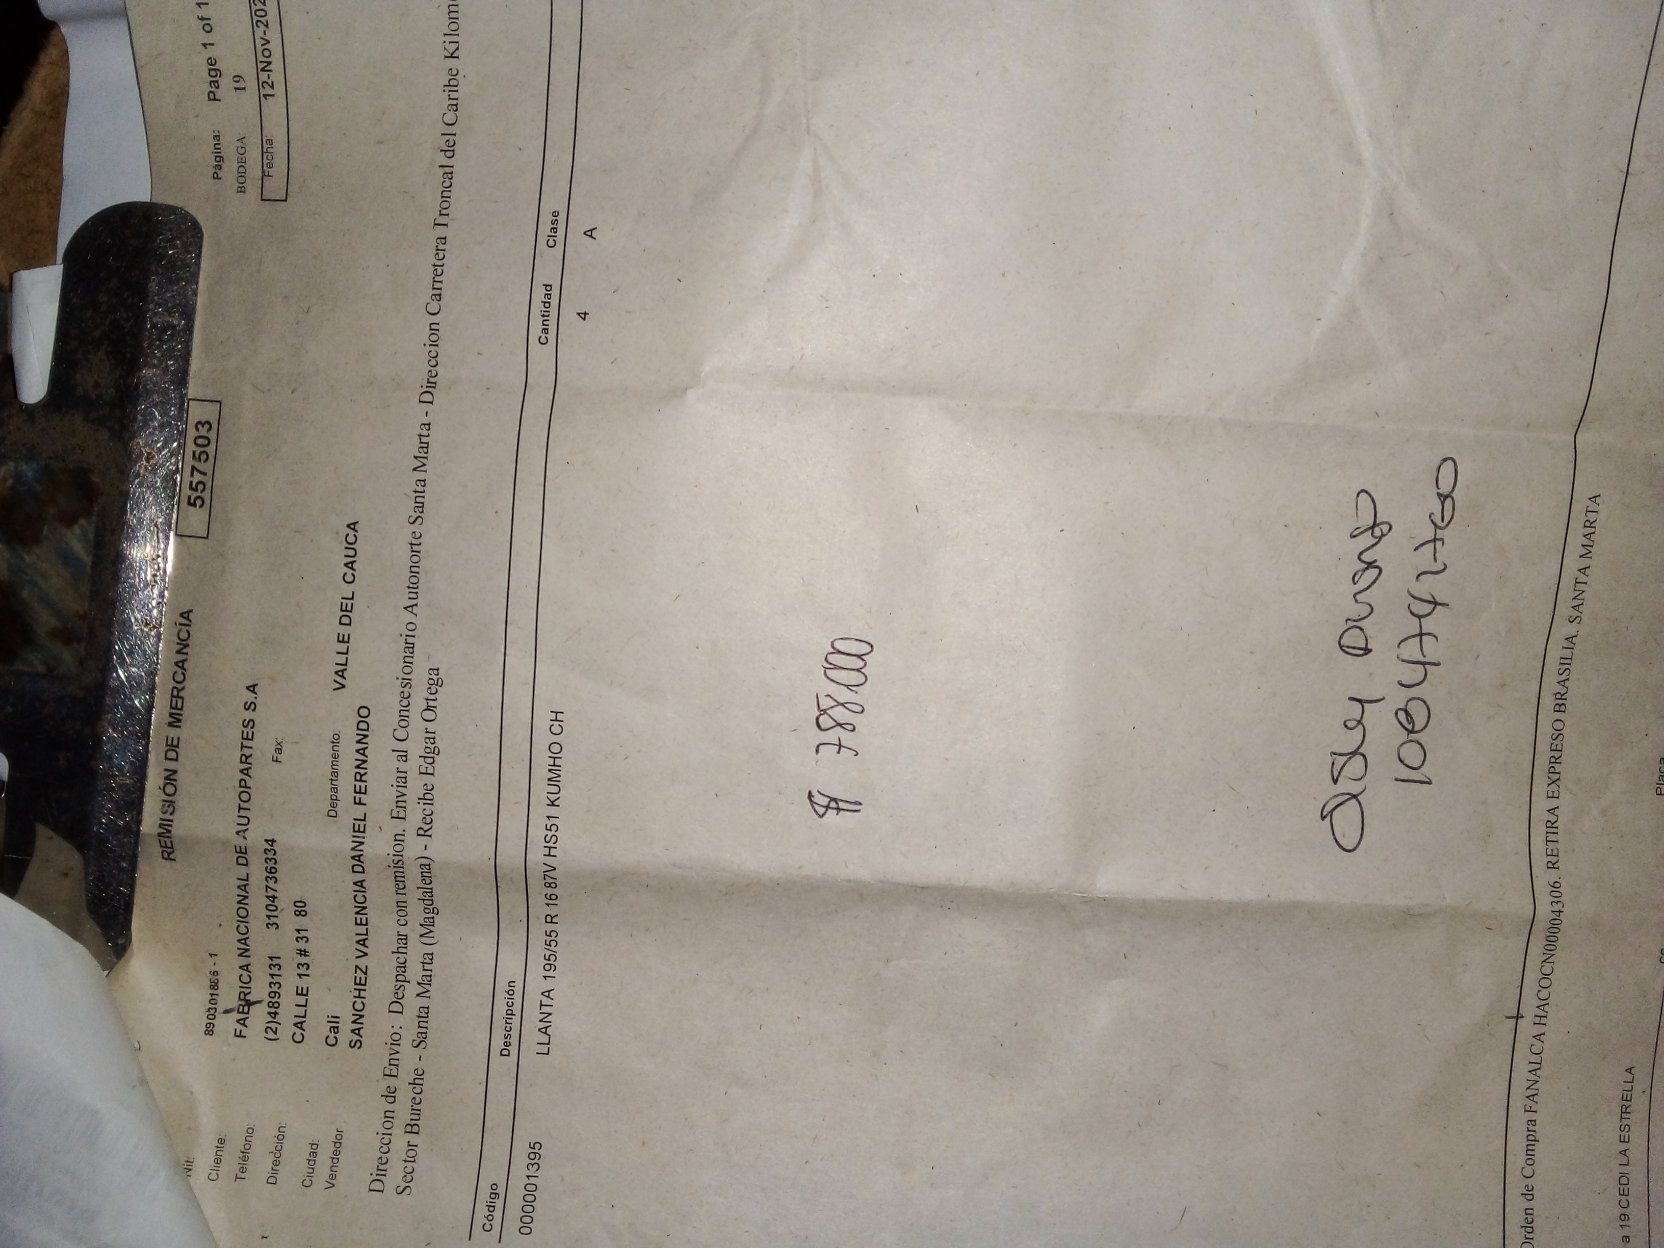 REMISIÓN DE MERCANCÍA 557503
Página: Page 1 of 1
BODEGA 19
Fecha: 12-Nov-202
Nit: 890301886 - 1
Cliente: FABRICA NACIONAL DE AUTOPARTES S.A
Teléfono: (2)4893131 3104736334 Fax:
Dirección: CALLE 13 # 31 80
Ciudad: Cali Departamento: VALLE DEL CAUCA
Vendedor SANCHEZ VALENCIA DANIEL FERNANDO
Direccion de Envio: Despachar con remision. Enviar al Concesionario Autonorte Santa Marta - Direccion Carretera Troncal del Caribe Kilom
Sector Bureche - Santa Marta (Magdalena) - Recibe Edgar Ortega
Código Descripción Cantidad Clase
000001395 LLANTA 195/55 R 16 87V HS51 KUMHO CH 4 A
$ 788.000
Orden de Compra FANALCA HACOCN00004306. RETIRA EXPRESO BRASILIA. SANTA MARTA
a 19 CEDI LA ESTRELLA
Placa